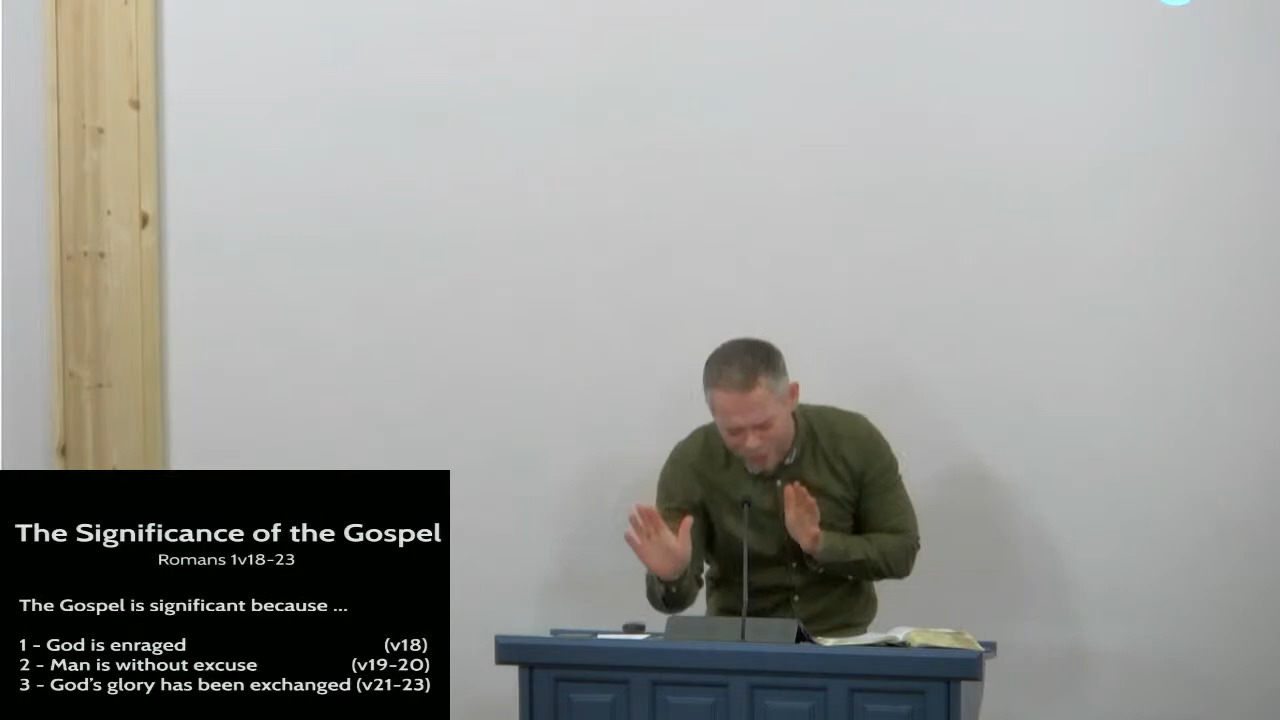 The Significance of the Gospel
Romans 1v18-23
The Gospel is significant because ...
1 - God is enraged (v18)
2 - Man is without excuse (v19-20)
3 - God's glory has been exchanged (v21-23)